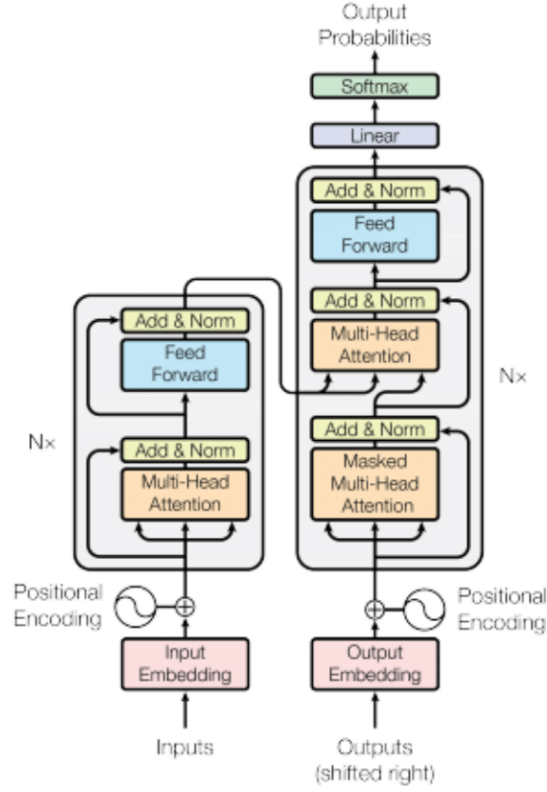 Output
Probabilities
Softmax
Linear
Add & Norm
Feed
Forward
Add & Norm
Multi-Head
Attention
Nx
Add & Norm
Masked
Multi-Head
Attention
Add & Norm
Feed
Forward
Nx
Add & Norm
Multi-Head
Attention
Positional
Encoding
Positional
Encoding
Input
Embedding
Output
Embedding
Inputs
Outputs
(shifted right)